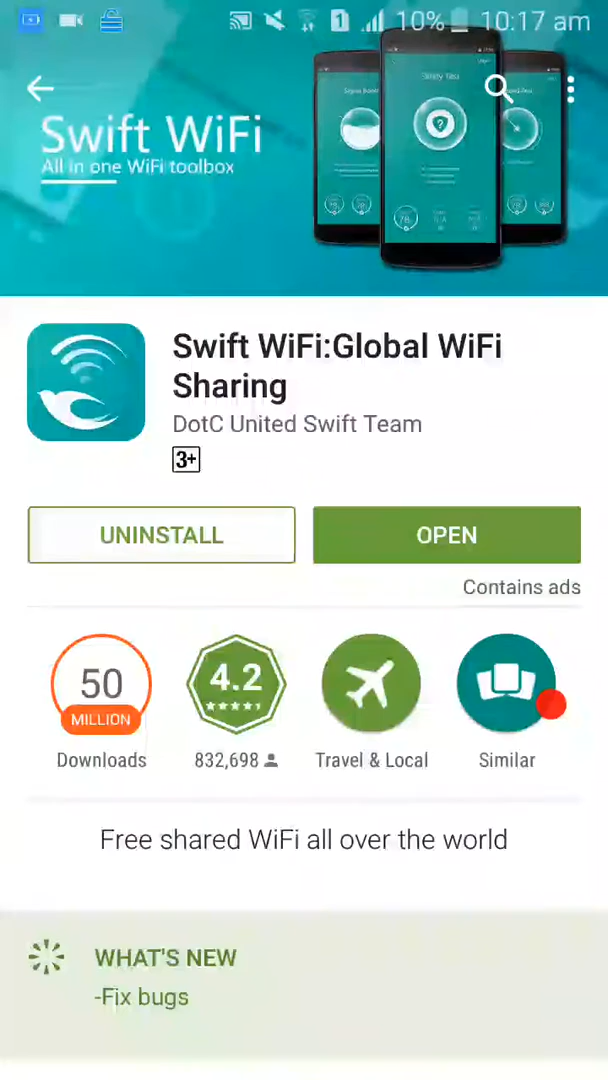 1 10% 10:17 am
Swift WiFi
All in one WiFi toolbox
Swift WiFi:Global WiFi
Sharing
DotC United Swift Team
3+
UNINSTALL
OPEN
Contains ads
50
MILLION
Downloads
4.2
832,698
Travel & Local
Similar
Free shared WiFi all over the world
WHAT'S NEW
-Fix bugs